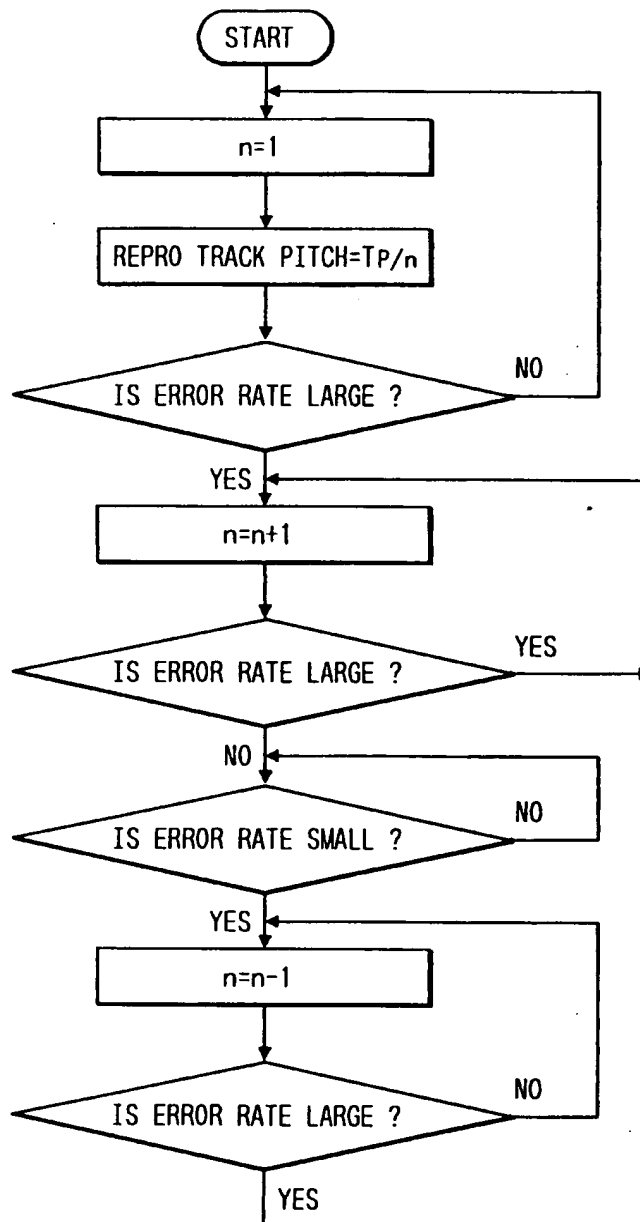 START
n=1
REPRO TRACK PITCH=TP/n
IS ERROR RATE LARGE ?
NO
YES
n=n+1
IS ERROR RATE LARGE ?
YES
NO
IS ERROR RATE SMALL ?
NO
YES
n=n-1
IS ERROR RATE LARGE ?
NO
YES